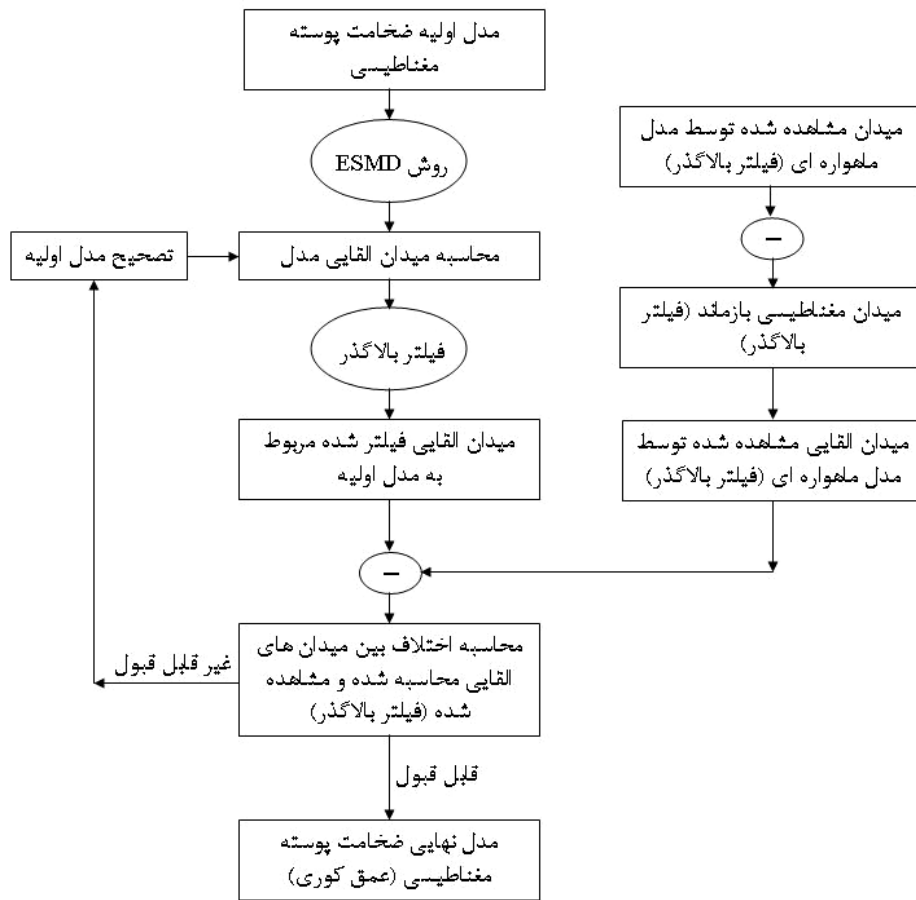 مدل اولیه ضخامت پوسته
مغناطیسی
روش ESMD
محاسبه میدان القایی مدل
تصحیح مدل اولیه
فیلتر بالاگذر
میدان القایی فیلتر شده مربوط
به مدل اولیه
–
محاسبه اختلاف بین میدان های
القایی محاسبه شده و مشاهده
شده (فیلتر بالاگذر)
غیر قابل قبول
قابل قبول
مدل نهایی ضخامت پوسته
مغناطیسی (عمق کوری)
میدان مشاهده شده توسط مدل
ماهواره ای (فیلتر بالاگذر)
–
میدان مغناطیسی بازماند (فیلتر
بالاگذر)
میدان القایی مشاهده شده توسط
مدل ماهواره ای (فیلتر بالاگذر)